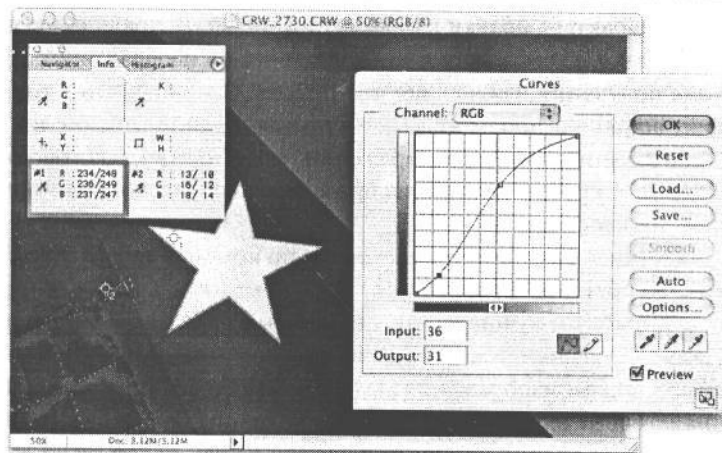 CRW_2730.CRW @ 50% (RGB/8)
Navigator Info Histogram
R :
G :
B :
K :
X :
Y :
W :
H :
#1 R : 234/248
G : 236/249
B : 231/247
#2 R : 13/ 10
G : 16/ 12
B : 18/ 14
Curves
Channel: RGB
OK
Reset
Load...
Save...
Smooth
Auto
Options...
Input: 36
Output: 31
Preview
50% Doc: 3.12M/3.12M